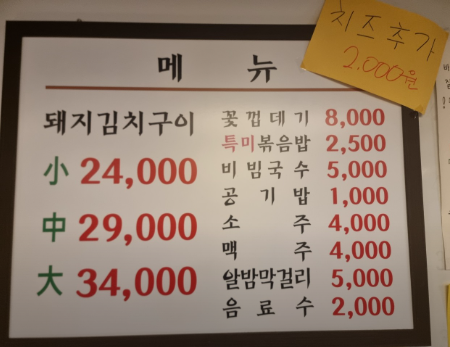 메 뉴
치즈추가
2.000원
돼지김치구이
小 24,000
中 29,000
大 34,000
꽃껍데기 8,000
특미볶음밥 2,500
비빔국수 5,000
공기밥 1,000
소주 4,000
맥주 4,000
알밤막걸리 5,000
음료수 2,000